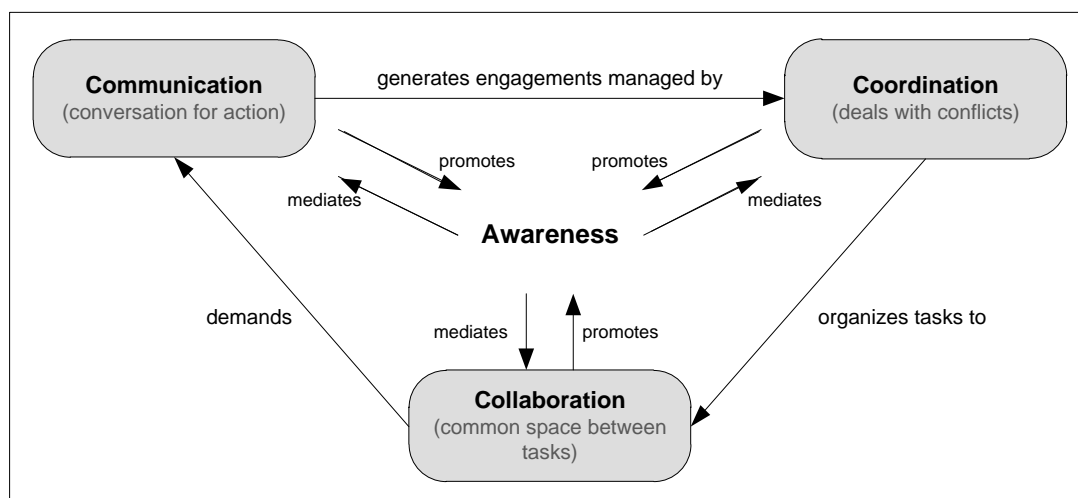 Communication
(conversation for action)
generates engagements managed by
Coordination
(deals with conflicts)
promotes
promotes
mediates
mediates
Awareness
demands
mediates
promotes
organizes tasks to
Collaboration
(common space between
tasks)